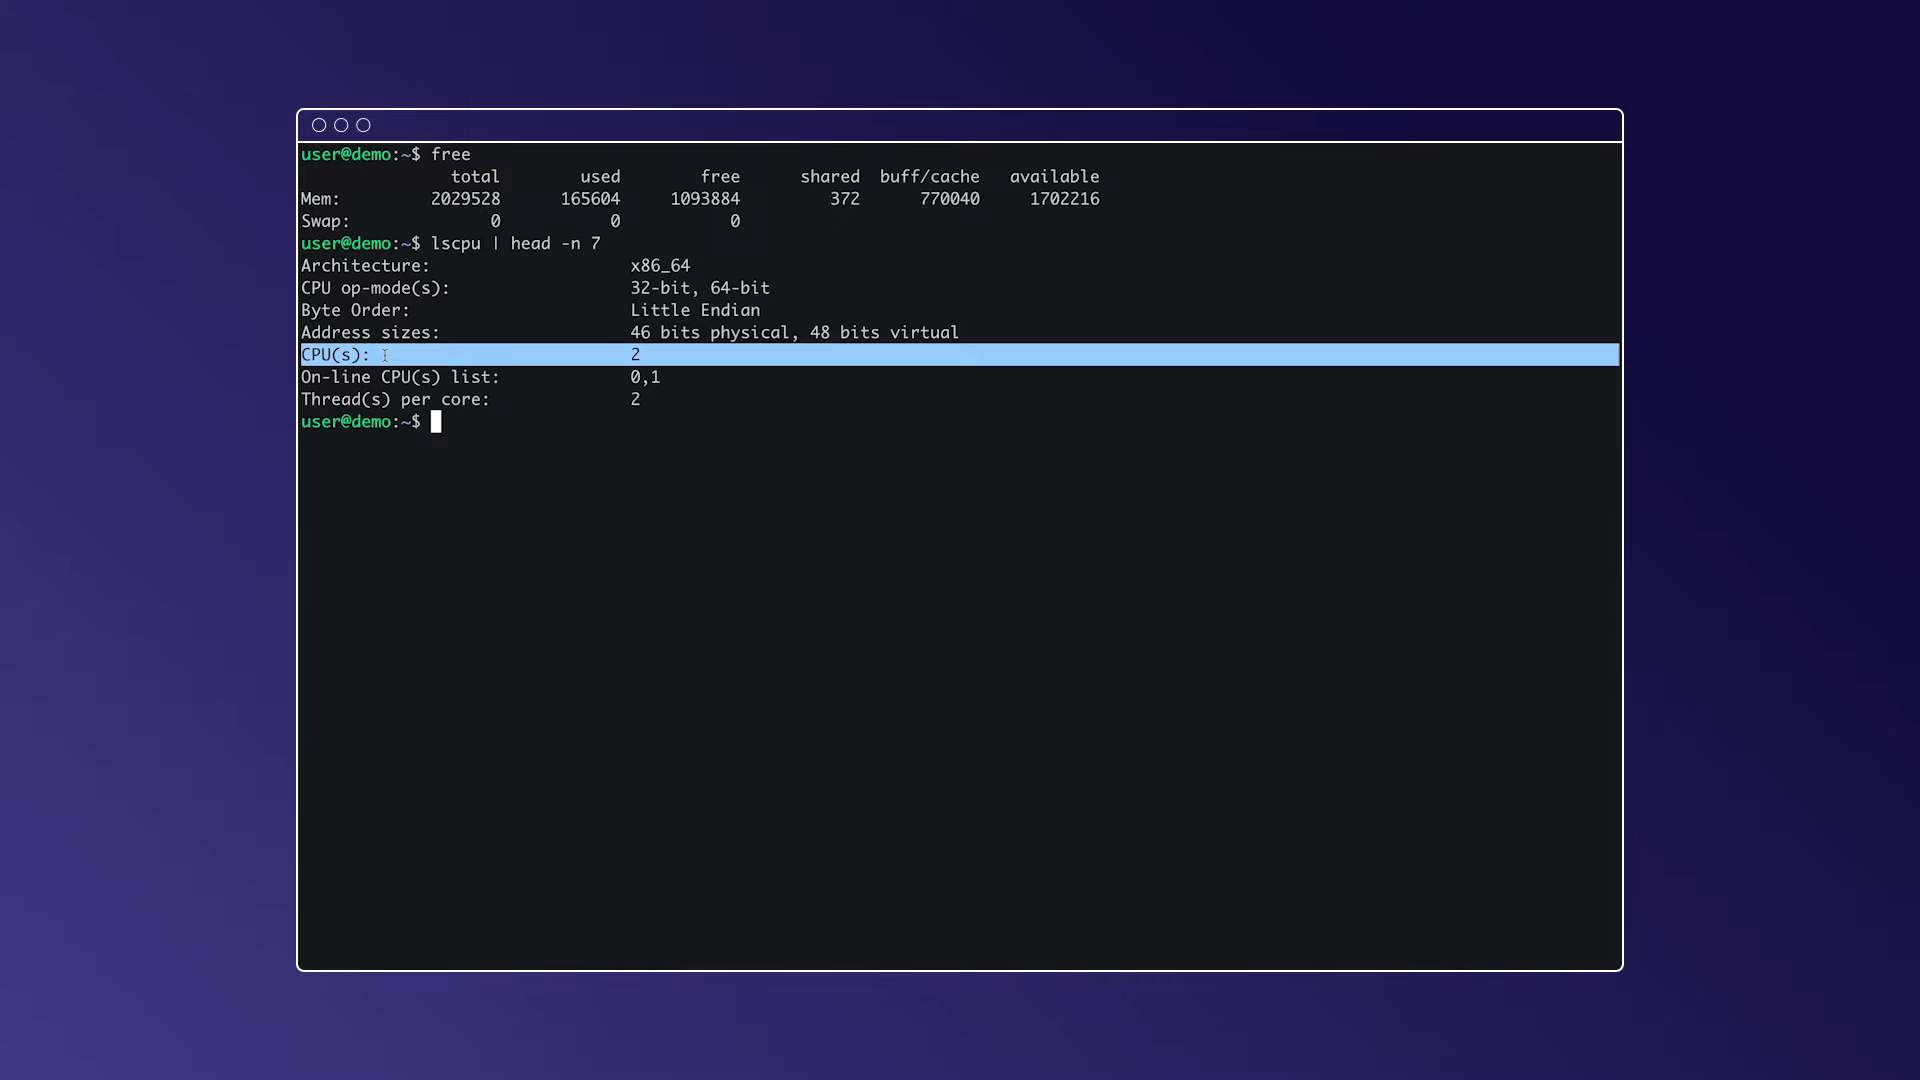 user@demo:~$ free
total used free shared buff/cache available
Mem: 2029528 165604 1093884 372 770040 1702216
Swap: 0 0 0
user@demo:~$ lscpu | head -n 7
Architecture: x86_64
CPU op-mode(s): 32-bit, 64-bit
Byte Order: Little Endian
Address sizes: 46 bits physical, 48 bits virtual
CPU(s): 2
On-line CPU(s) list: 0,1
Thread(s) per core: 2
user@demo:~$